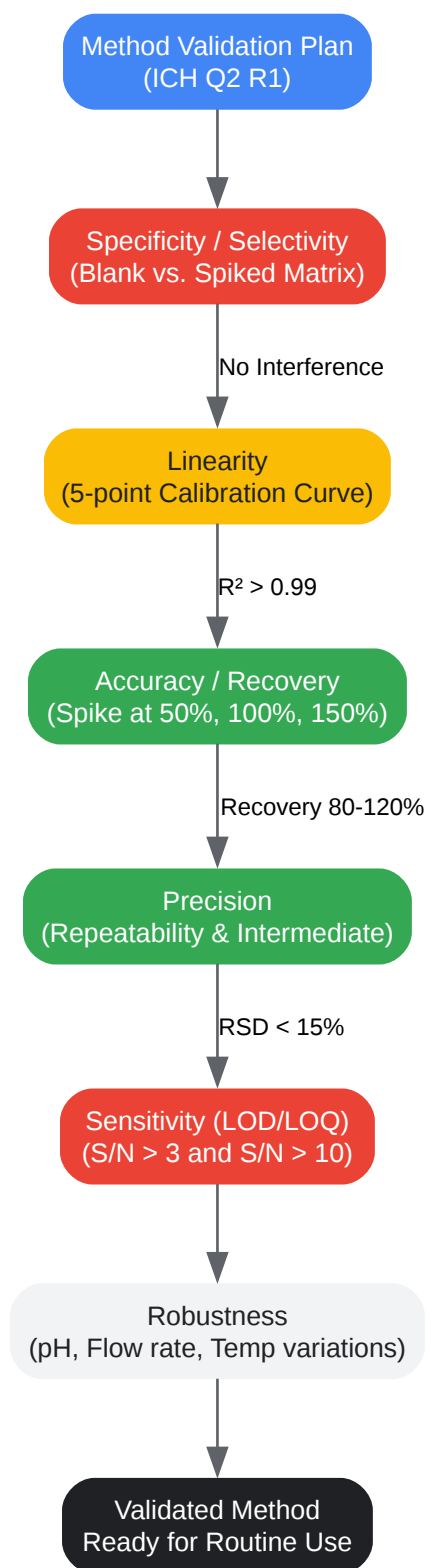 Method Validation Plan
(ICH Q2 R1)
Specificity / Selectivity
(Blank vs. Spiked Matrix)
No Interference
Linearity
(5-point Calibration Curve)
R² > 0.99
Accuracy / Recovery
(Spike at 50%, 100%, 150%)
Recovery 80-120%
Precision
(Repeatability & Intermediate)
RSD < 15%
Sensitivity (LOD/LOQ)
(S/N > 3 and S/N > 10)
Robustness
(pH, Flow rate, Temp variations)
Validated Method
Ready for Routine Use